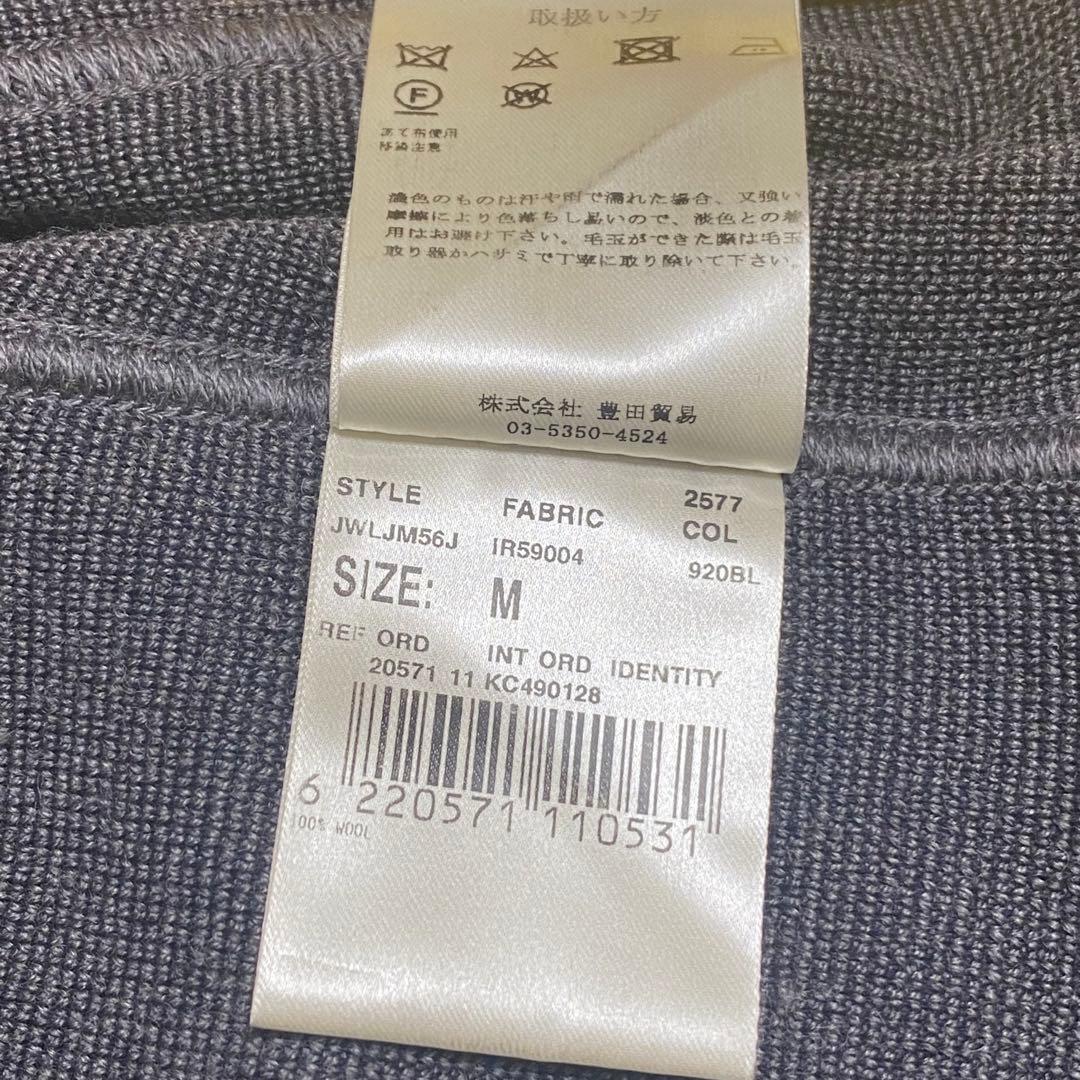 取扱い方
F
W
あて布使用
移染注意
濃色のものは汗や雨で濡れた場合、又強い
摩擦により色落ちし易いので、淡色との着
用はお避け下さい。毛玉ができた際は毛玉
取り器かハサミで丁寧に取り除いて下さい。
株式会社 豊田貿易
03-5350-4524
STYLE FABRIC 2577
COL
JWLJM56J IR59004 920BL
SIZE: M
REF ORD INT ORD IDENTITY
20571 11 KC490128
6 220571 110531
100% WOOL